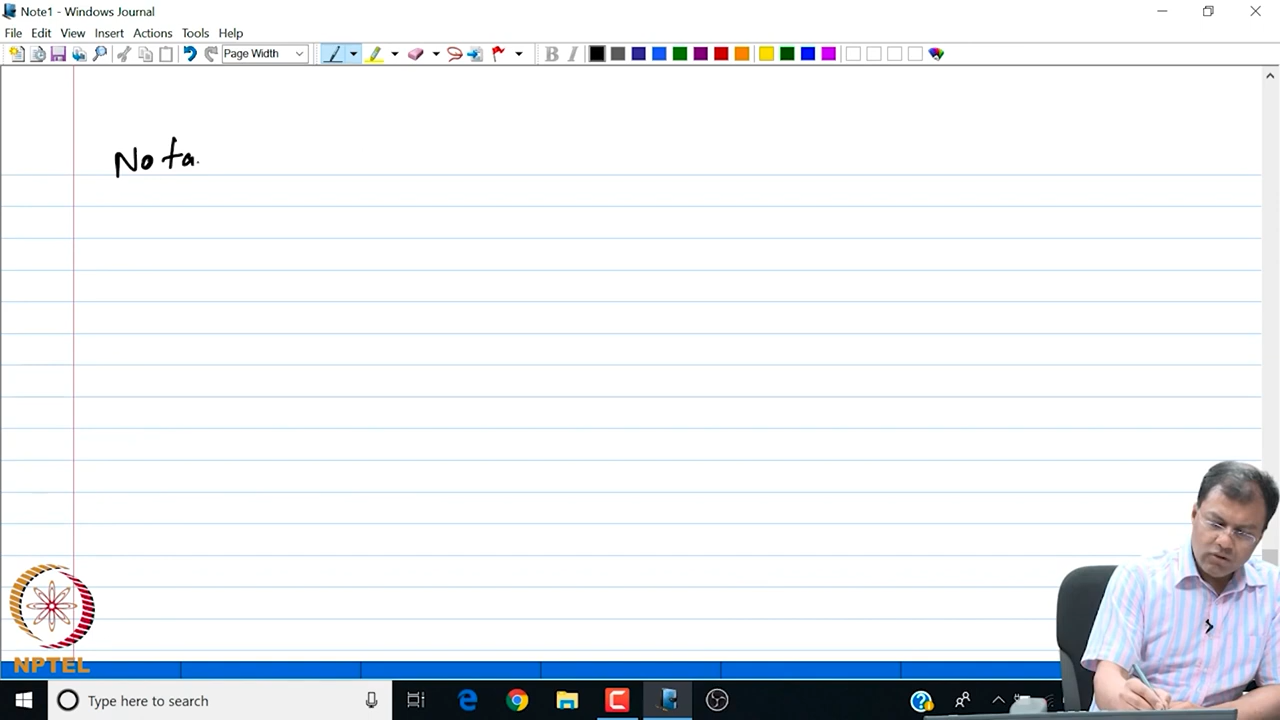 Note1 - Windows Journal
File Edit View Insert Actions Tools Help
Page Width B I
Nota
NPTEL
Type here to search